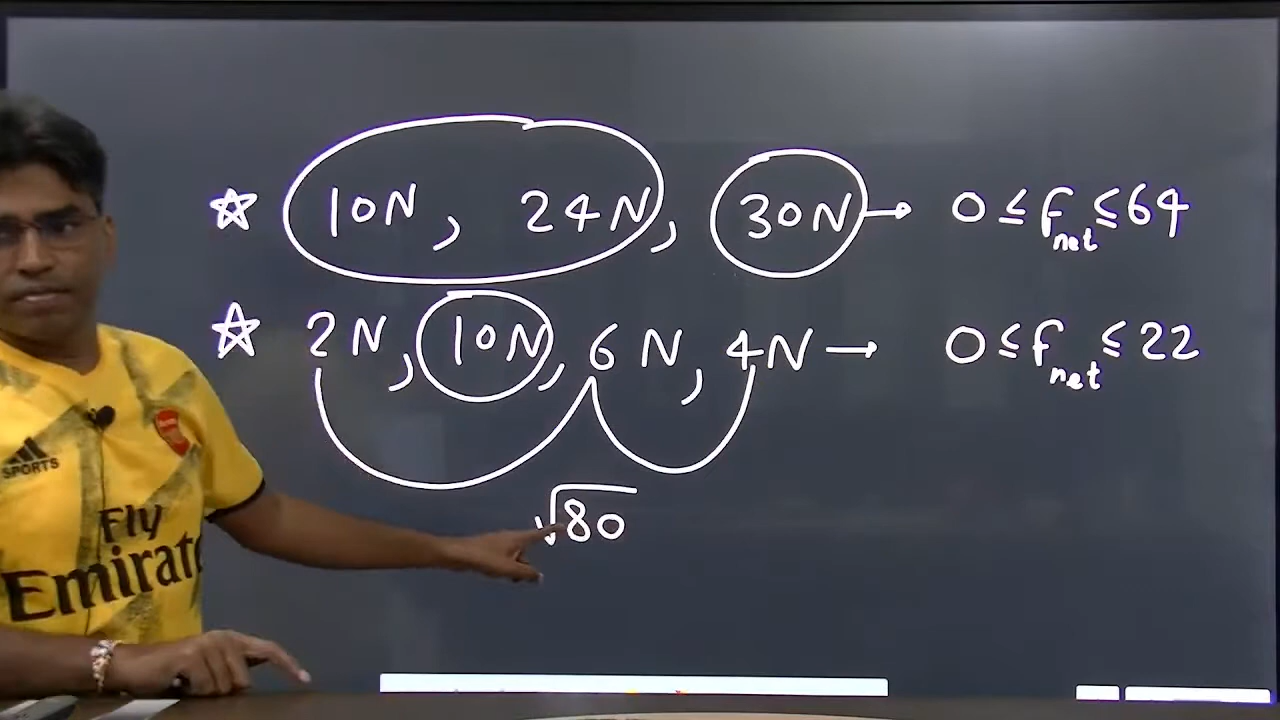 ☆ 10N, 24N, 30N → 0 ≤ f_net ≤ 64
☆ 2N, 10N, 6N, 4N → 0 ≤ f_net ≤ 22
√80
SPORTS
Fly
Emirate